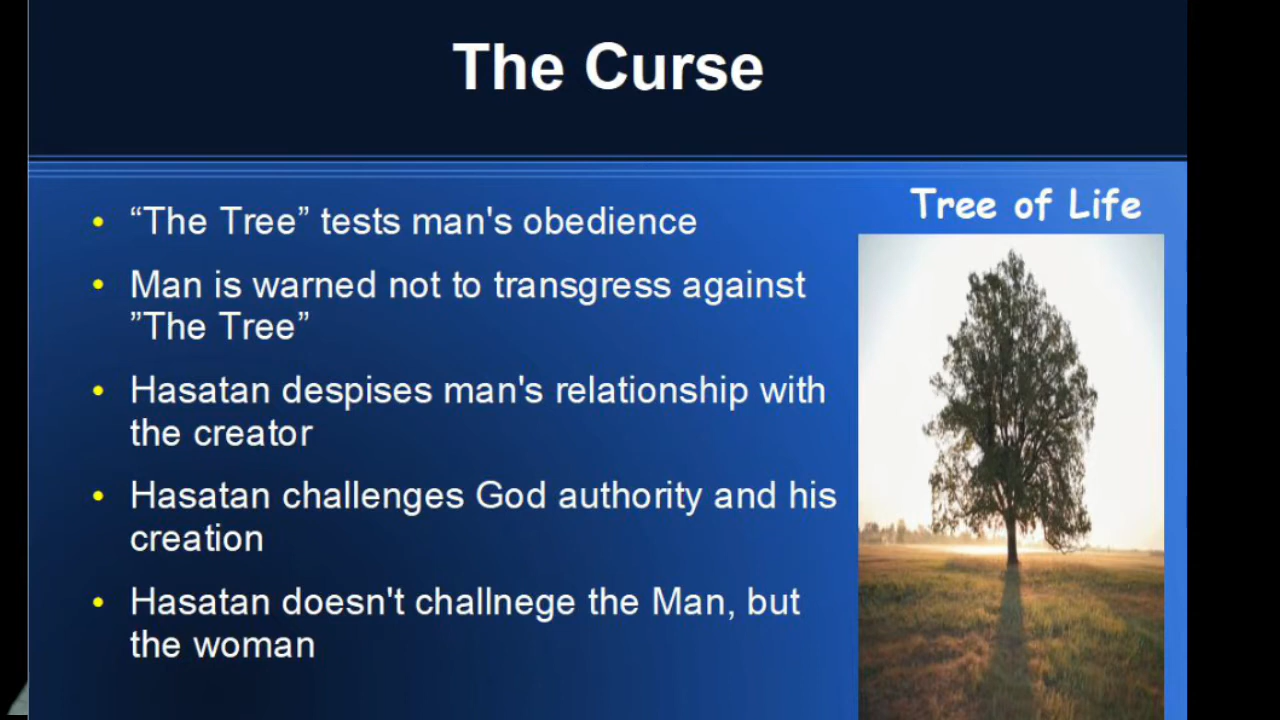 The Curse
• “The Tree” tests man's obedience
• Man is warned not to transgress against
”The Tree”
• Hasatan despises man's relationship with
the creator
• Hasatan challenges God authority and his
creation
• Hasatan doesn't challnege the Man, but
the woman
Tree of Life